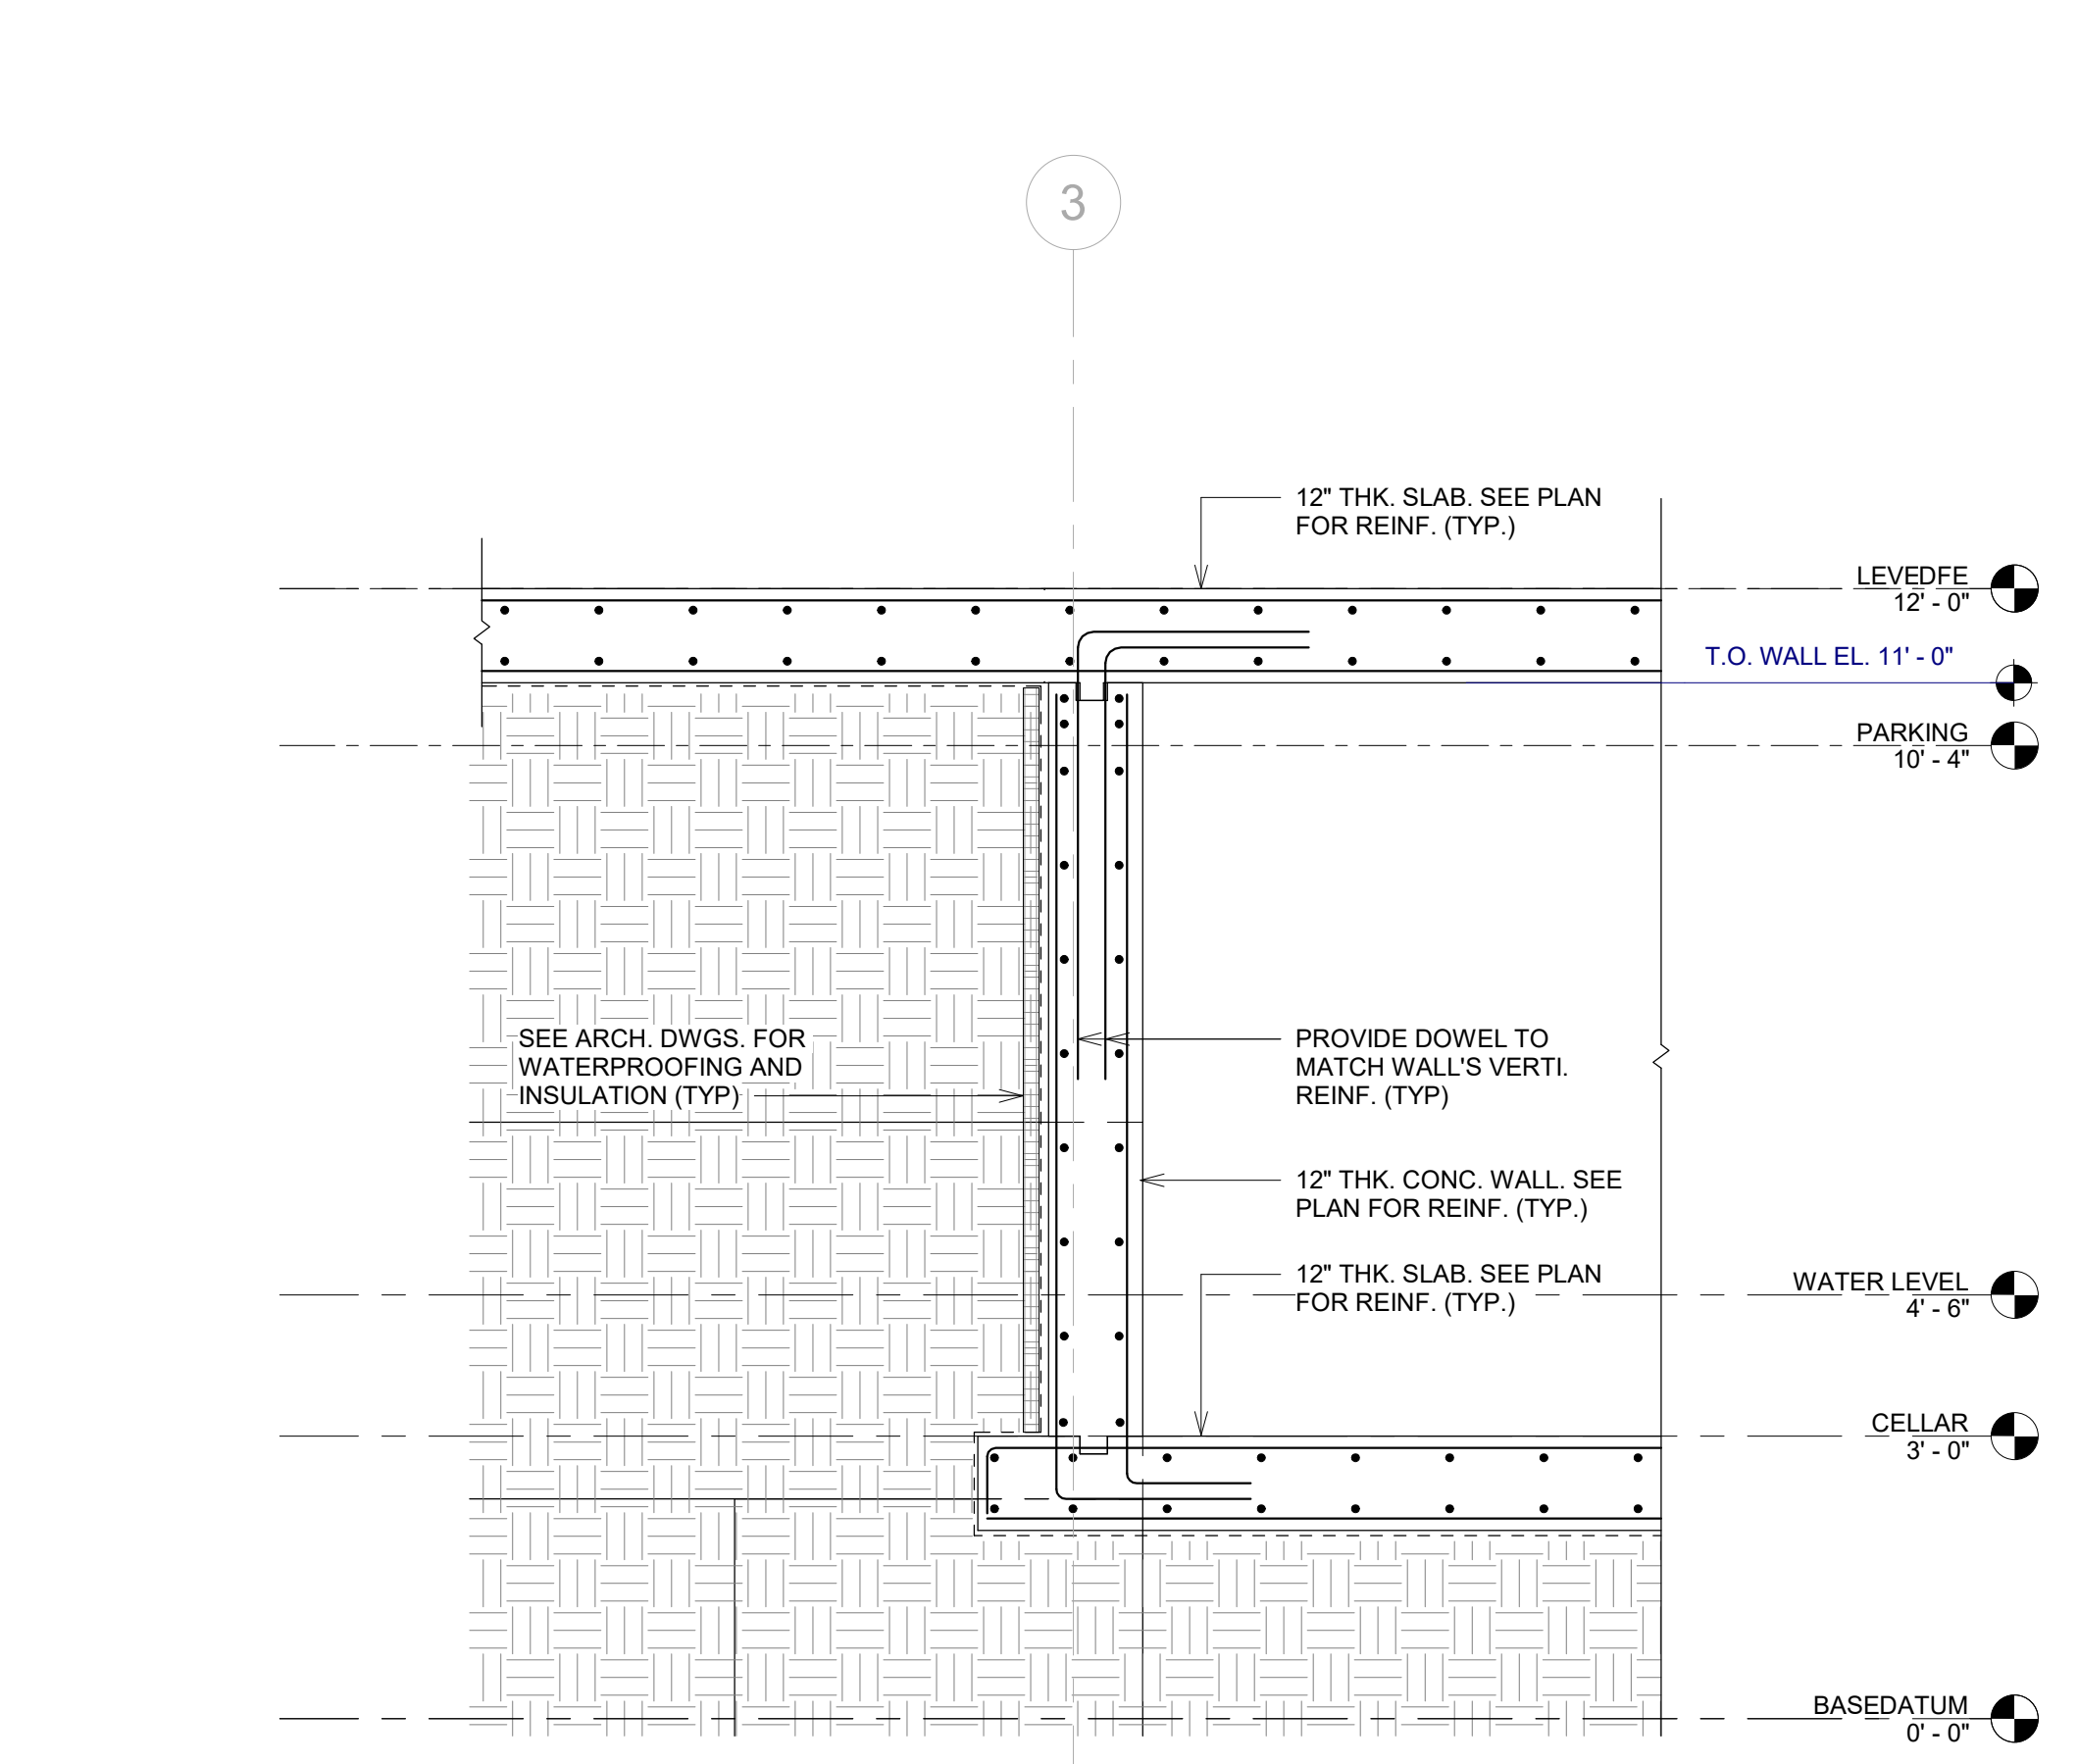 3
12" THK. SLAB. SEE PLAN
FOR REINF. (TYP.)
LEVEDFE
12' - 0"
T.O. WALL EL. 11' - 0"
PARKING
10' - 4"
SEE ARCH. DWGS. FOR
WATERPROOFING AND
INSULATION (TYP)
PROVIDE DOWEL TO
MATCH WALL'S VERTI.
REINF. (TYP)
12" THK. CONC. WALL. SEE
PLAN FOR REINF. (TYP.)
12" THK. SLAB. SEE PLAN
FOR REINF. (TYP.)
WATER LEVEL
4' - 6"
CELLAR
3' - 0"
BASEDATUM
0' - 0"